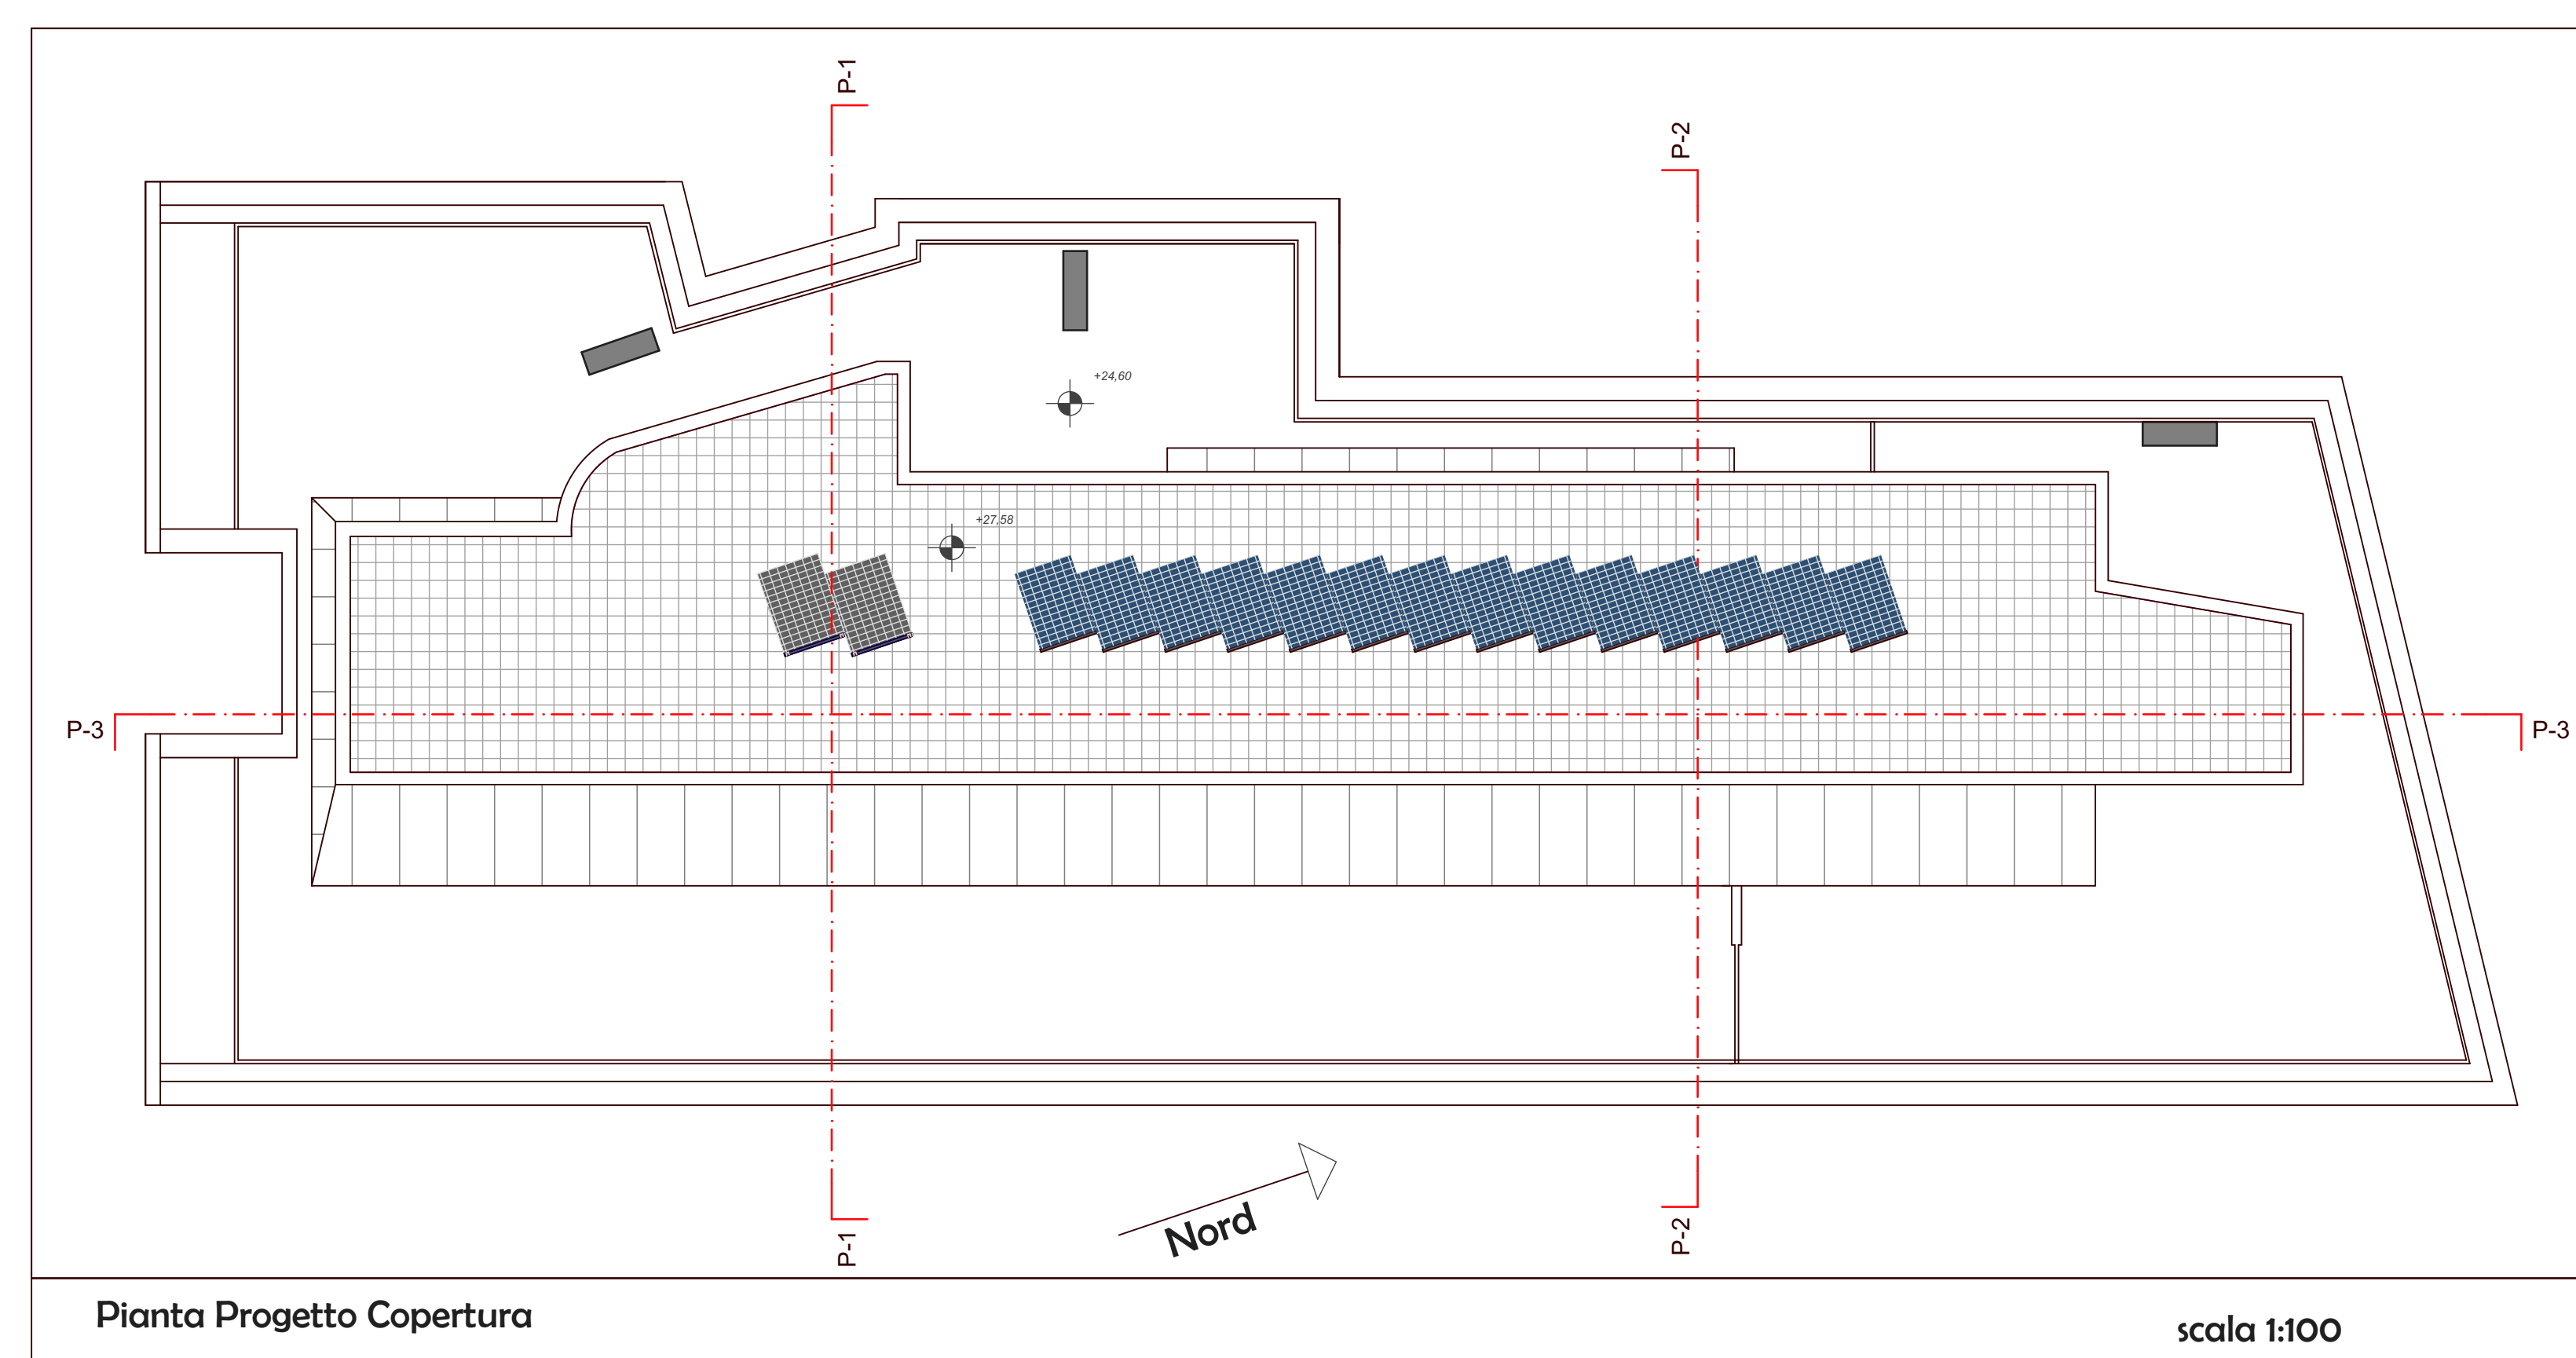 P-1
P-2
+24,60
+27,58
P-3
P-3
Nord
P-1
P-2
Pianta Progetto Copertura
scala 1:100